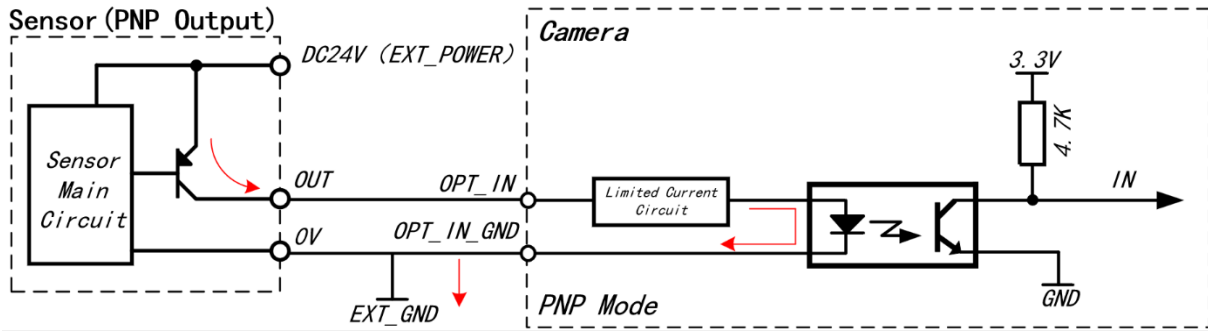 Sensor(PNP Output)
DC24V (EXT_POWER)
Camera
3.3V
4.7K
Sensor
Main
Circuit
OUT
OPT_IN
Limited Current
Circuit
IN
0V
OPT_IN_GND
EXT_GND
PNP Mode
GND